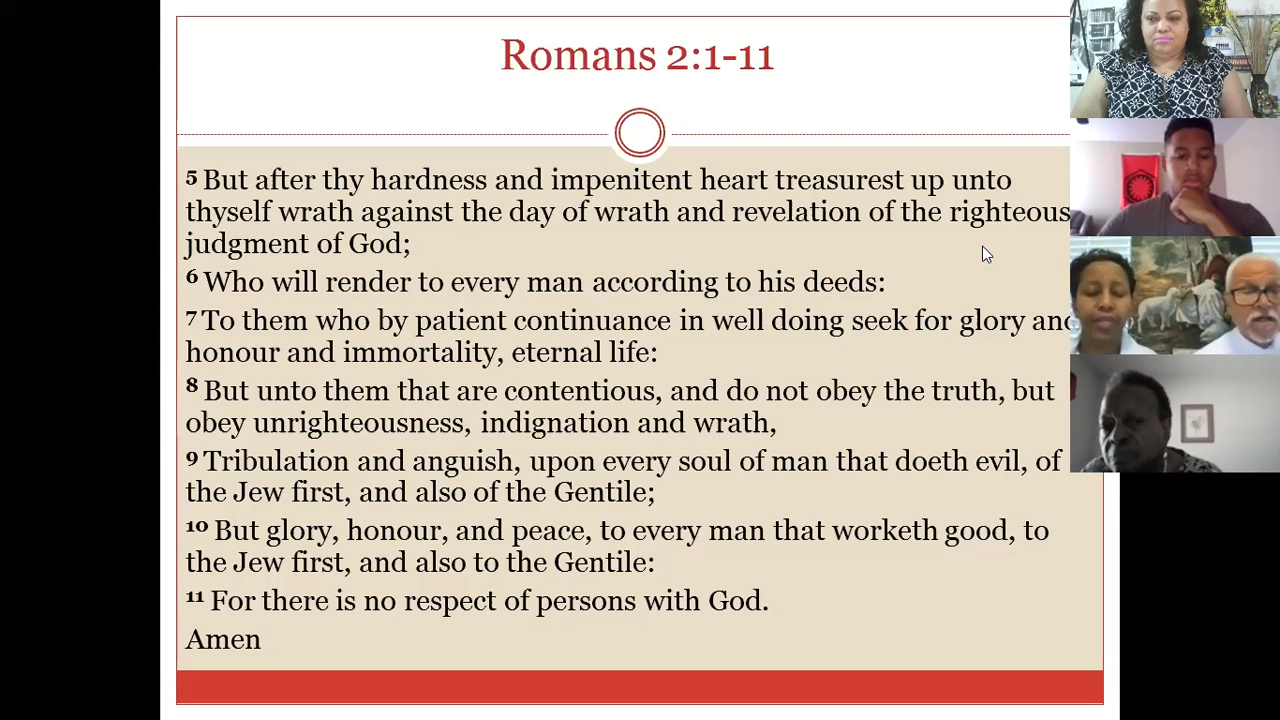 Romans 2:1-11
5 But after thy hardness and impenitent heart treasurest up unto
thyself wrath against the day of wrath and revelation of the righteous
judgment of God;
6 Who will render to every man according to his deeds:
7 To them who by patient continuance in well doing seek for glory and
honour and immortality, eternal life:
8 But unto them that are contentious, and do not obey the truth, but
obey unrighteousness, indignation and wrath,
9 Tribulation and anguish, upon every soul of man that doeth evil, of
the Jew first, and also of the Gentile;
10 But glory, honour, and peace, to every man that worketh good, to
the Jew first, and also to the Gentile:
11 For there is no respect of persons with God.
Amen